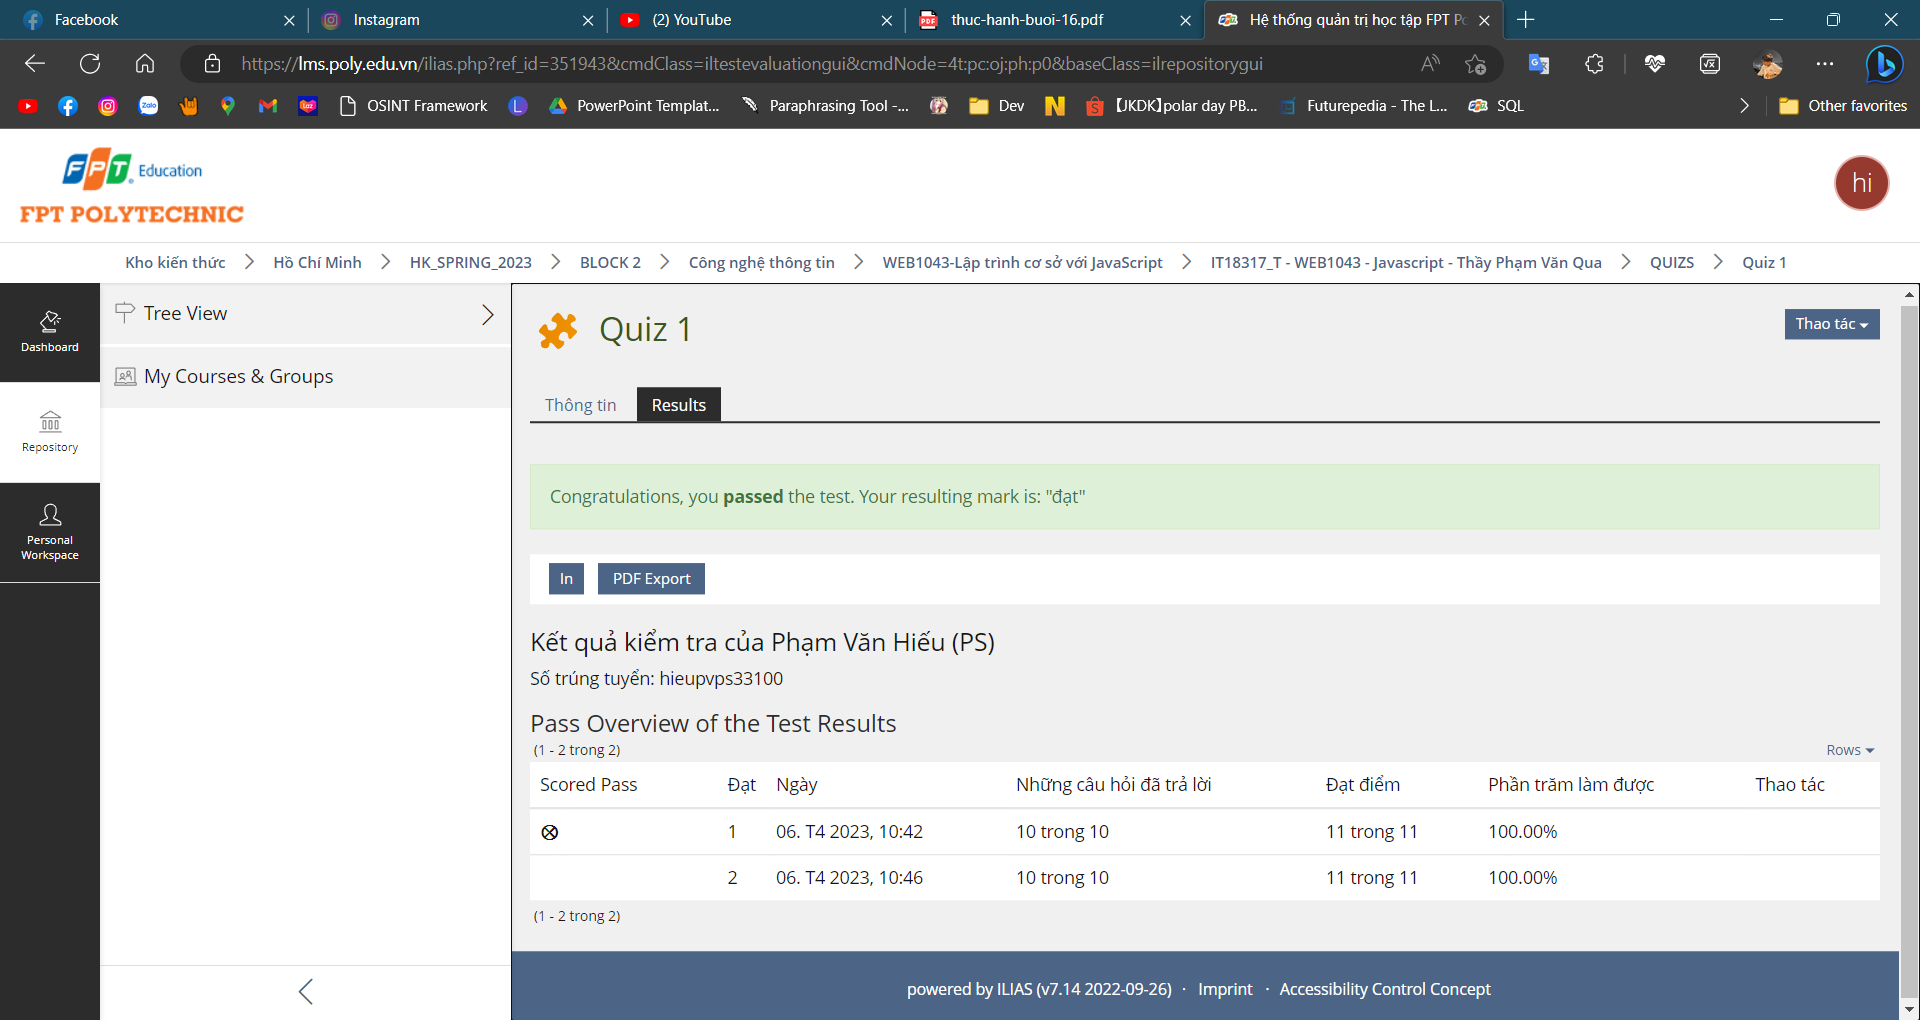 Facebook
Instagram
(2) YouTube
thuc-hanh-buoi-16.pdf
Hệ thống quản trị học tập FPT Po
https://lms.poly.edu.vn/ilias.php?ref_id=351943&cmdClass=iltestevaluationgui&cmdNode=4t:pc:oj:ph:p0&baseClass=ilrepositorygui
OSINT Framework
L
PowerPoint Templat...
Paraphrasing Tool -...
Dev
N
【JKDK】polar day PB...
Futurepedia - The L...
SQL
Other favorites
FPT Education
FPT POLYTECHNIC
hi
Kho kiến thức
Hồ Chí Minh
HK_SPRING_2023
BLOCK 2
Công nghệ thông tin
WEB1043-Lập trình cơ sở với JavaScript
IT18317_T - WEB1043 - Javascript - Thầy Phạm Văn Qua
QUIZS
Quiz 1
Dashboard
Repository
Personal
Workspace
Tree View
My Courses & Groups
Quiz 1
Thao tác
Thông tin
Results
Congratulations, you passed the test. Your resulting mark is: "đạt"
In
PDF Export
Kết quả kiểm tra của Phạm Văn Hiếu (PS)
Số trúng tuyển: hieupvps33100
Pass Overview of the Test Results
(1 - 2 trong 2)
Rows
Scored Pass Đạt Ngày Những câu hỏi đã trả lời Đạt điểm Phần trăm làm được Thao tác
1 06. T4 2023, 10:42 10 trong 10 11 trong 11 100.00%
2 06. T4 2023, 10:46 10 trong 10 11 trong 11 100.00%
(1 - 2 trong 2)
powered by ILIAS (v7.14 2022-09-26) · Imprint · Accessibility Control Concept